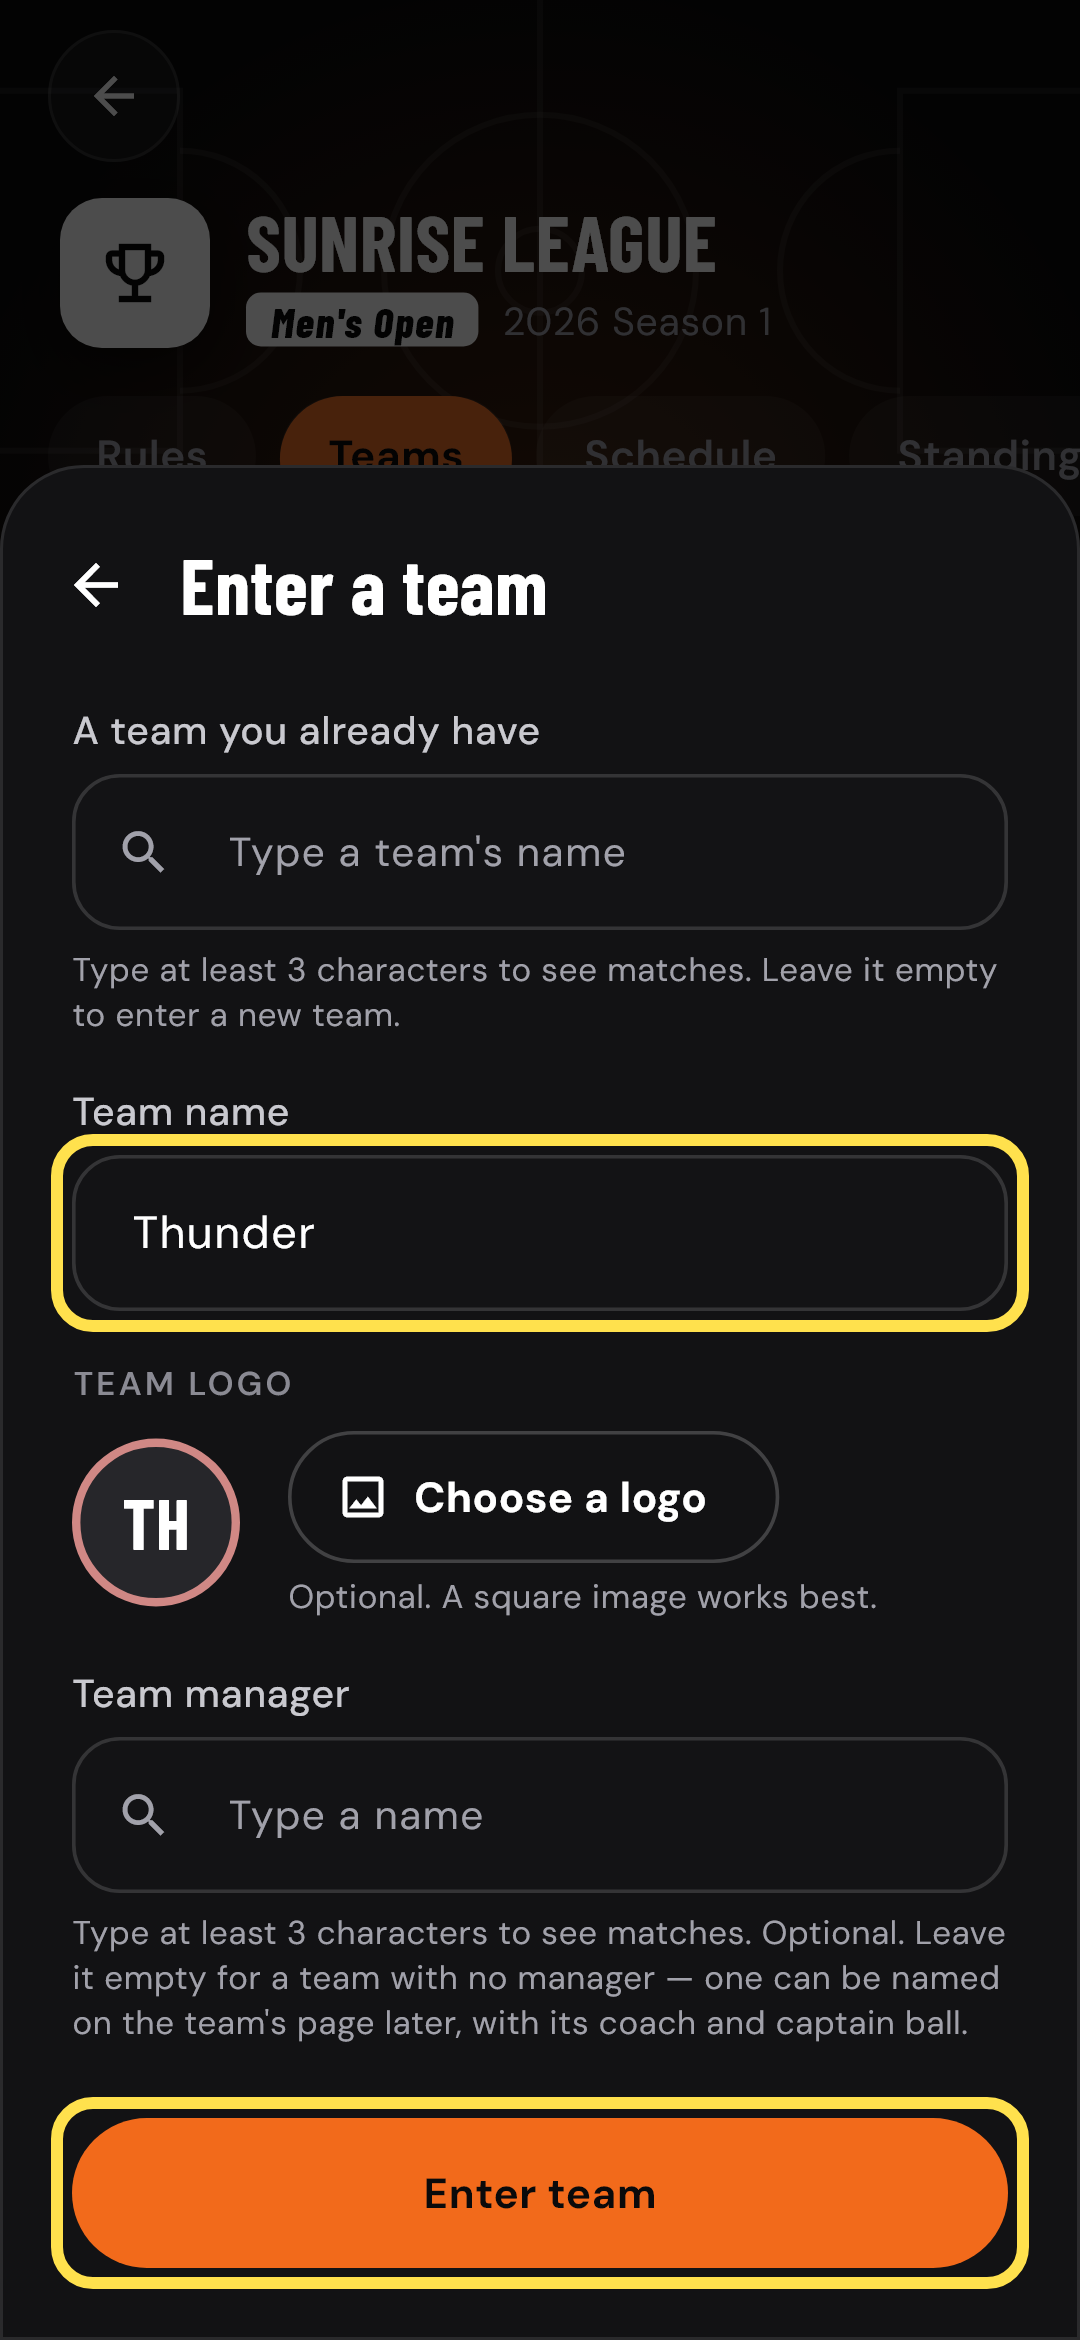 SUNRISE LEAGUE
Men's Open 2026 Season 1
Rules Teams Schedule Standing
Enter a team
A team you already have
Type a team's name
Type at least 3 characters to see matches. Leave it empty
to enter a new team.
Team name
Thunder
TEAM LOGO
TH
Choose a logo
Optional. A square image works best.
Team manager
Type a name
Type at least 3 characters to see matches. Optional. Leave
it empty for a team with no manager — one can be named
on the team's page later, with its coach and captain ball.
Enter team